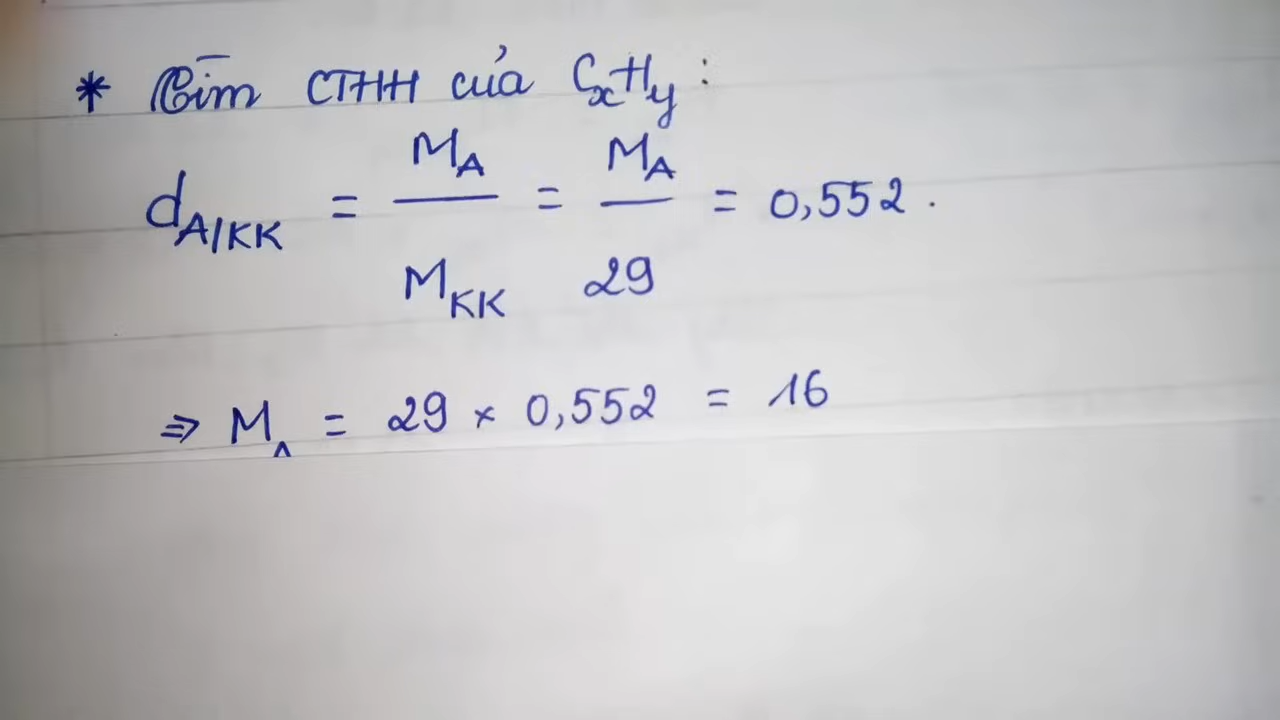 * Tìm CTHH của CxHy :
dA/KK = MA/MKK = MA/29 = 0,552 .
⇒ MA = 29 × 0,552 = 16